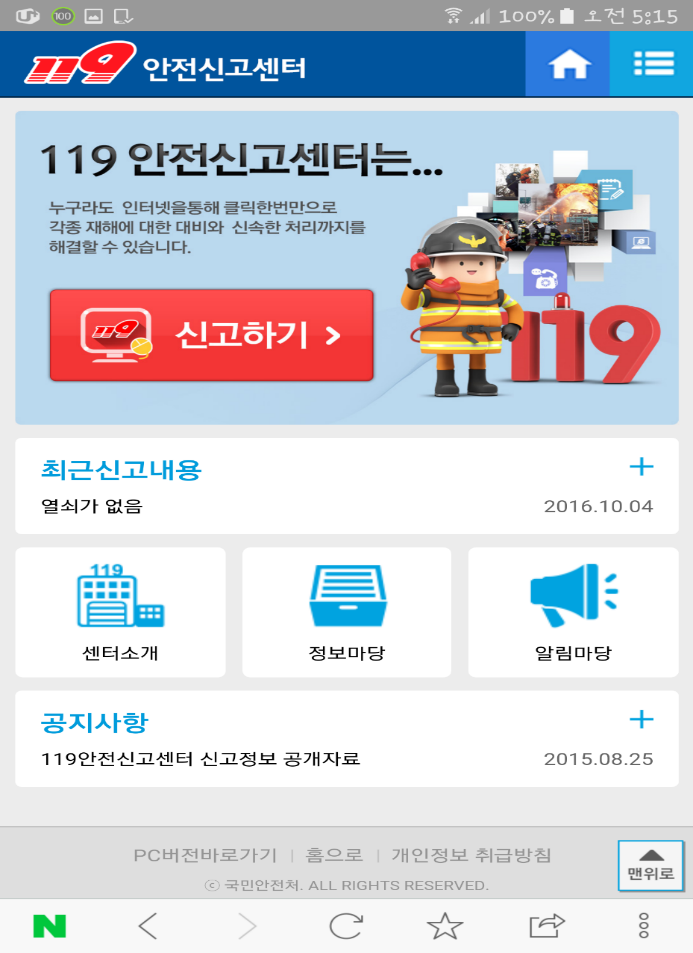 100 100% 오전 5:15
119 안전신고센터
119 안전신고센터는...
누구라도 인터넷을통해 클릭한번만으로
각종 재해에 대한 대비와 신속한 처리까지를
해결할 수 있습니다.
119 신고하기 >
119
최근신고내용 +
열쇠가 없음 2016.10.04
119
센터소개 정보마당 알림마당
공지사항 +
119안전신고센터 신고정보 공개자료 2015.08.25
PC버전바로가기 | 홈으로 | 개인정보 취급방침
맨위로
ⓒ 국민안전처. ALL RIGHTS RESERVED.
N